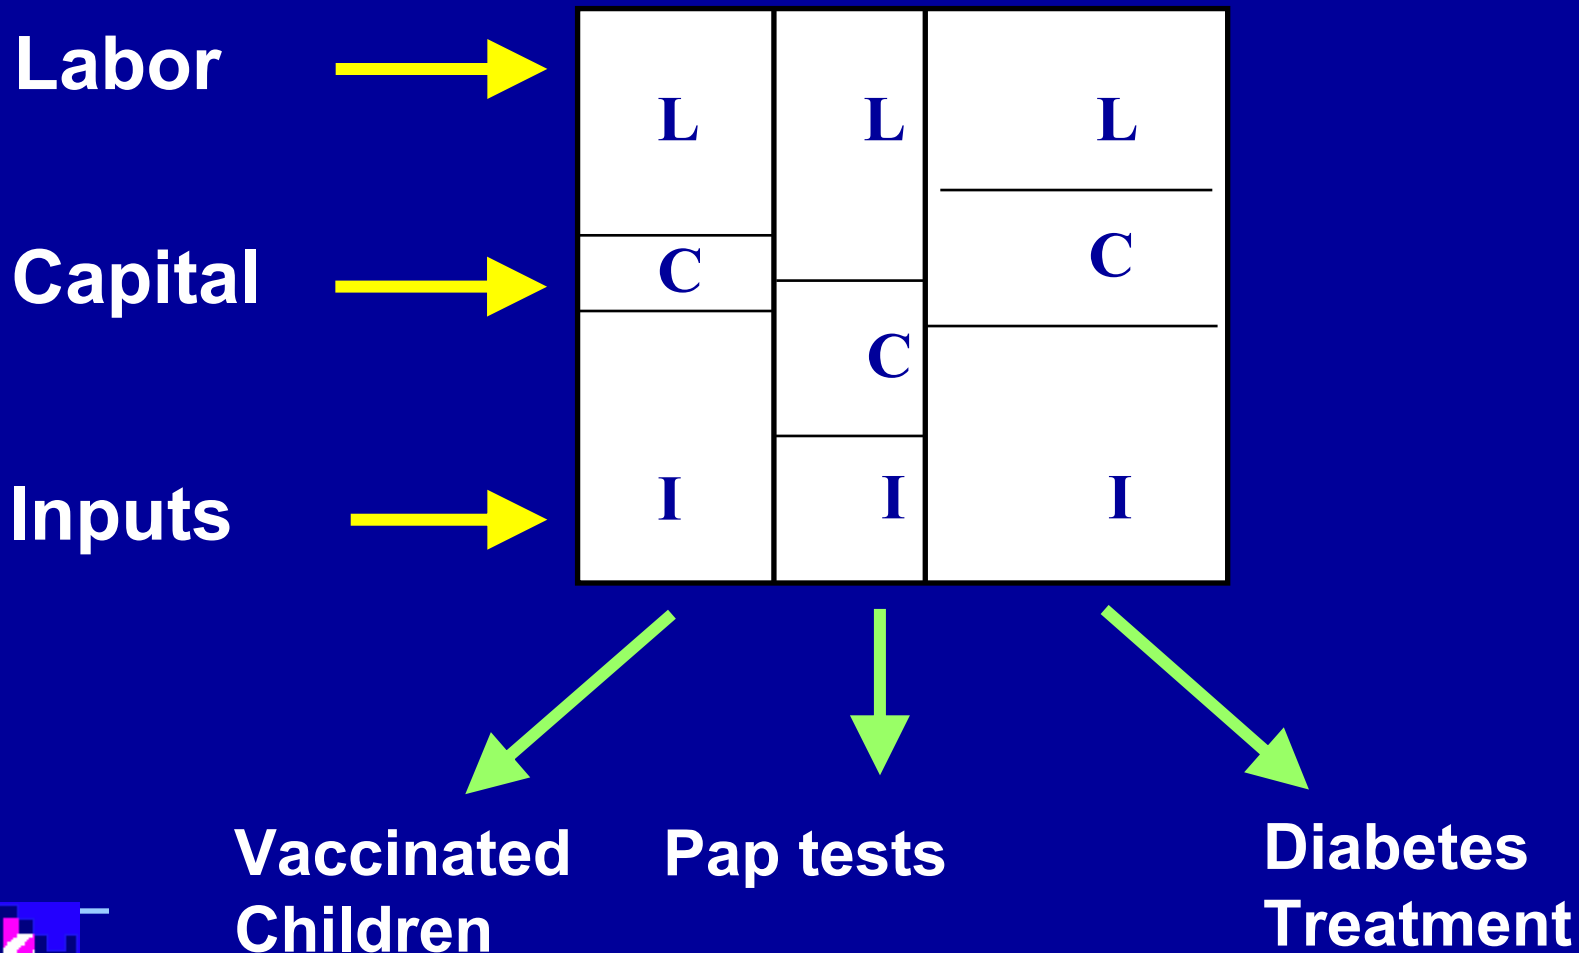 Labor
L L L
Capital
C C
C
Inputs
I I I
Vaccinated
Children
Pap tests
Diabetes
Treatment